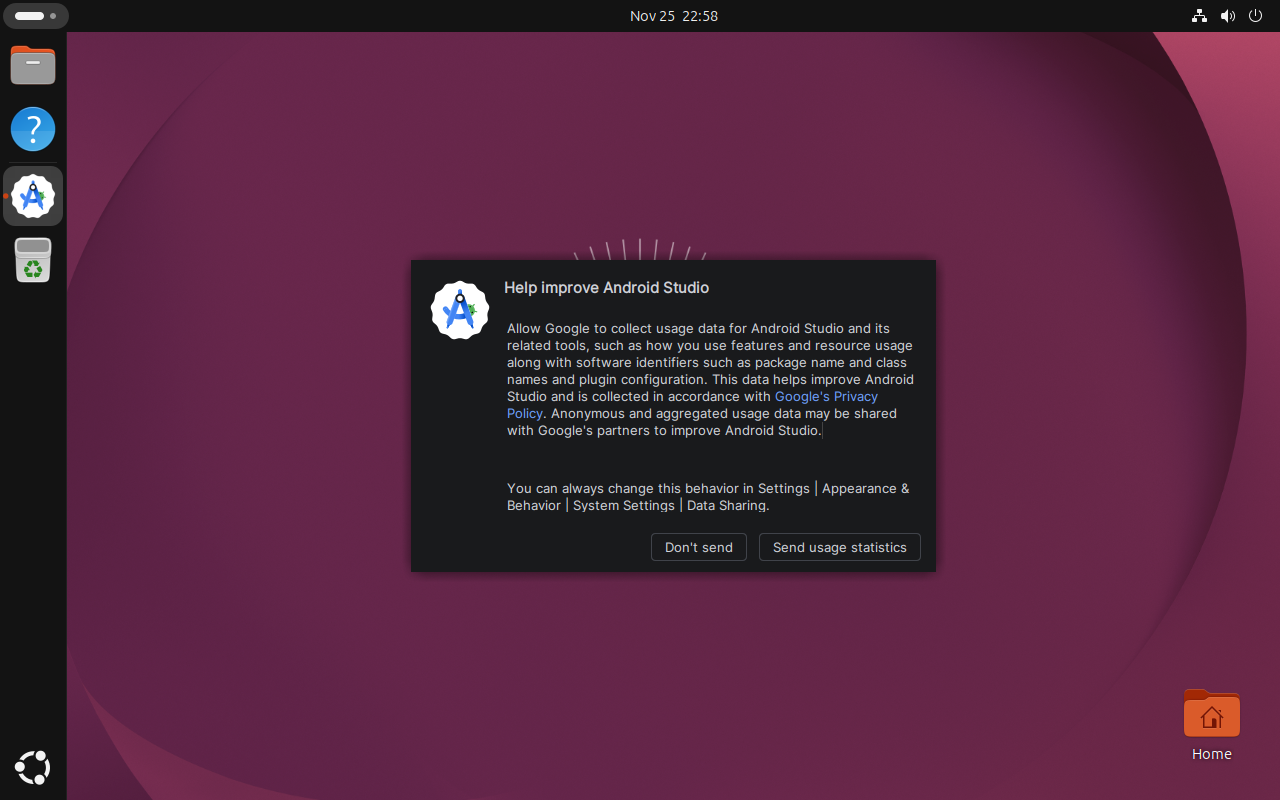 Nov 25 22:58
Help improve Android Studio
Allow Google to collect usage data for Android Studio and its
related tools, such as how you use features and resource usage
along with software identifiers such as package name and class
names and plugin configuration. This data helps improve Android
Studio and is collected in accordance with Google's Privacy
Policy. Anonymous and aggregated usage data may be shared
with Google's partners to improve Android Studio.
You can always change this behavior in Settings | Appearance &
Behavior | System Settings | Data Sharing.
Don't send
Send usage statistics
Home